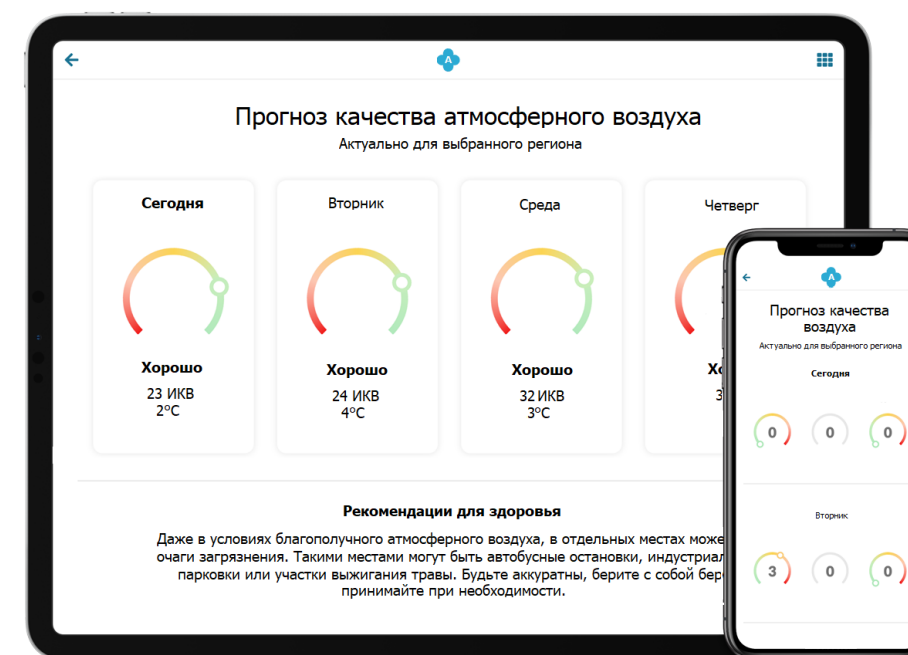 A
Прогноз качества атмосферного воздуха
Актуально для выбранного региона
Сегодня
Хорошо
23 ИКВ
2°C
Вторник
Хорошо
24 ИКВ
4°C
Среда
Хорошо
32 ИКВ
3°C
Четверг
Рекомендации для здоровья
Даже в условиях благополучного атмосферного воздуха, в отдельных местах
очаги загрязнения. Такими местами могут быть автобусные остановки,
парковки или участки выжигания травы. Будьте аккуратны, берите с собой
принимайте при необходимости.
A
Прогноз качества
воздуха
Актуально для выбранного региона
Сегодня
0 0 0
Вторник
3 0 0